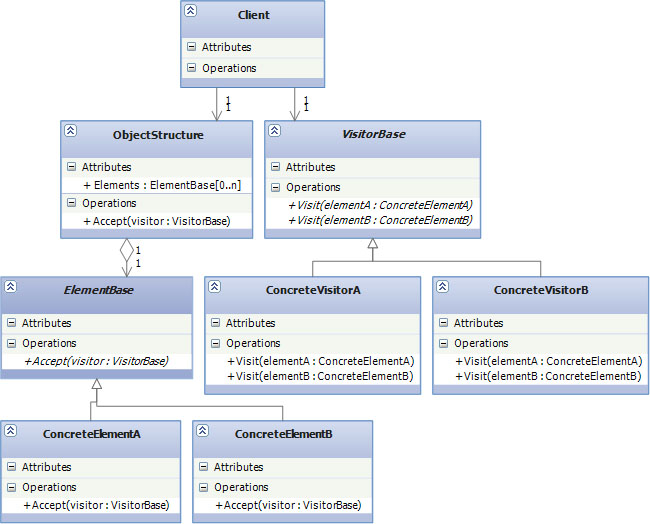 Client
Attributes
Operations
1 1
1 1
ObjectStructure
Attributes
+ Elements : ElementBase[0..n]
Operations
+ Accept(visitor : VisitorBase)
VisitorBase
Attributes
Operations
+ Visit(elementA : ConcreteElementA)
+ Visit(elementB : ConcreteElementB)
1
1
ElementBase
Attributes
Operations
+ Accept(visitor : VisitorBase)
ConcreteVisitorA
Attributes
Operations
+ Visit(elementA : ConcreteElementA)
+ Visit(elementB : ConcreteElementB)
ConcreteVisitorB
Attributes
Operations
+ Visit(elementA : ConcreteElementA)
+ Visit(elementB : ConcreteElementB)
ConcreteElementA
Attributes
Operations
+ Accept(visitor : VisitorBase)
ConcreteElementB
Attributes
Operations
+ Accept(visitor : VisitorBase)